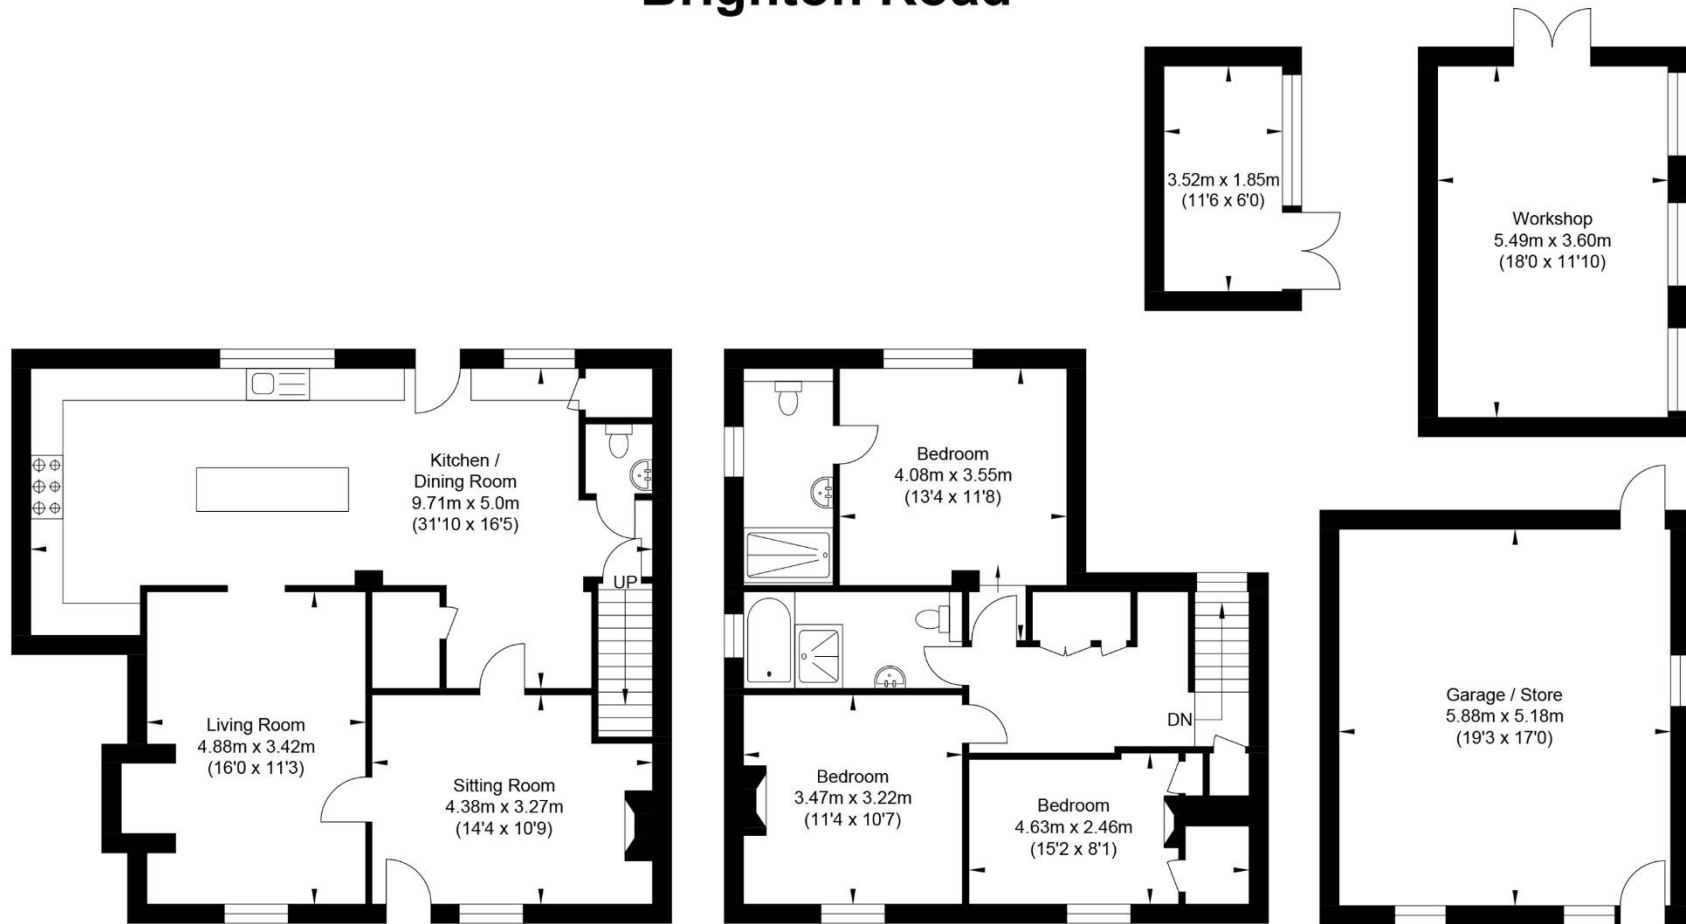 Brighton Road
3.52m x 1.85m
(11'6 x 6'0)
Workshop
5.49m x 3.60m
(18'0 x 11'10)
Kitchen /
Dining Room
9.71m x 5.0m
(31'10 x 16'5)
UP
Living Room
4.88m x 3.42m
(16'0 x 11'3)
Sitting Room
4.38m x 3.27m
(14'4 x 10'9)
Bedroom
4.08m x 3.55m
(13'4 x 11'8)
DN
Bedroom
3.47m x 3.22m
(11'4 x 10'7)
Bedroom
4.63m x 2.46m
(15'2 x 8'1)
Garage / Store
5.88m x 5.18m
(19'3 x 17'0)